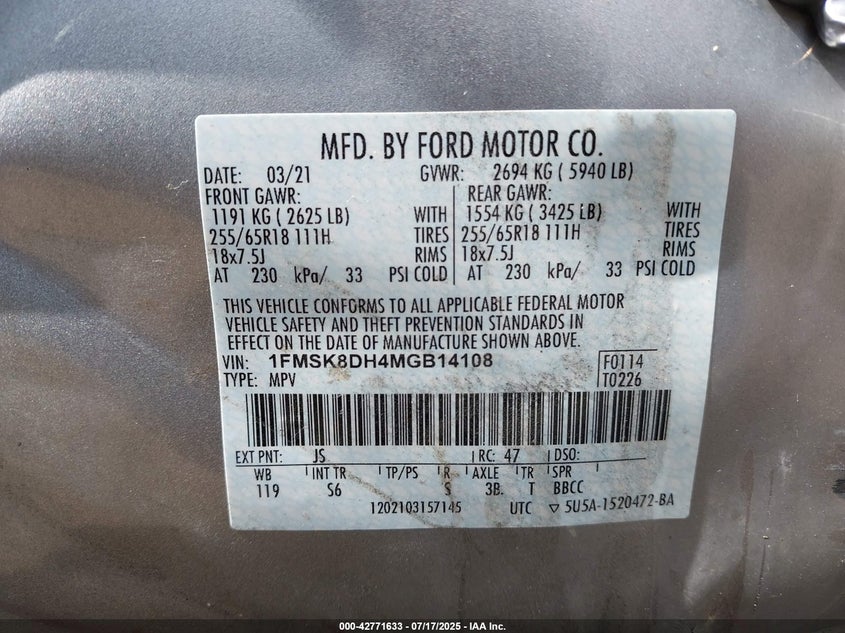 MFD. BY FORD MOTOR CO.
DATE: 03/21 GVWR: 2694 KG ( 5940 LB)
FRONT GAWR: REAR GAWR:
1191 KG ( 2625 LB) WITH 1554 KG ( 3425 LB) WITH
255/65R18 111H TIRES 255/65R18 111H TIRES
18x7.5J RIMS 18x7.5J RIMS
AT 230 kPa/ 33 PSI COLD AT 230 kPa/ 33 PSI COLD
THIS VEHICLE CONFORMS TO ALL APPLICABLE FEDERAL MOTOR
VEHICLE SAFETY AND THEFT PREVENTION STANDARDS IN
EFFECT ON THE DATE OF MANUFACTURE SHOWN ABOVE.
VIN: 1FMSK8DH4MGB14108 F0114
TYPE: MPV T0226
EXT PNT: JS RC: 47 DSO:
WB INT TR TP/PS R AXLE TR SPR
119 S6 S 3B. T BBCC
1202103157145 UTC ▽ 5U5A-1520472-BA
000-42771633 / 07/17/2025 - IAA Inc.